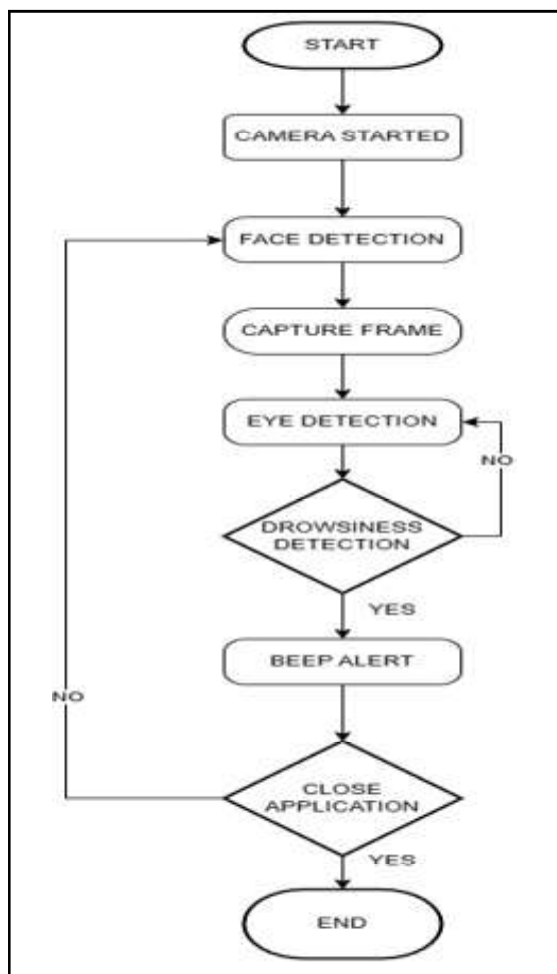 START
CAMERA STARTED
FACE DETECTION
CAPTURE FRAME
EYE DETECTION
NO
DROWSINESS
DETECTION
YES
BEEP ALERT
NO
CLOSE
APPLICATION
YES
END